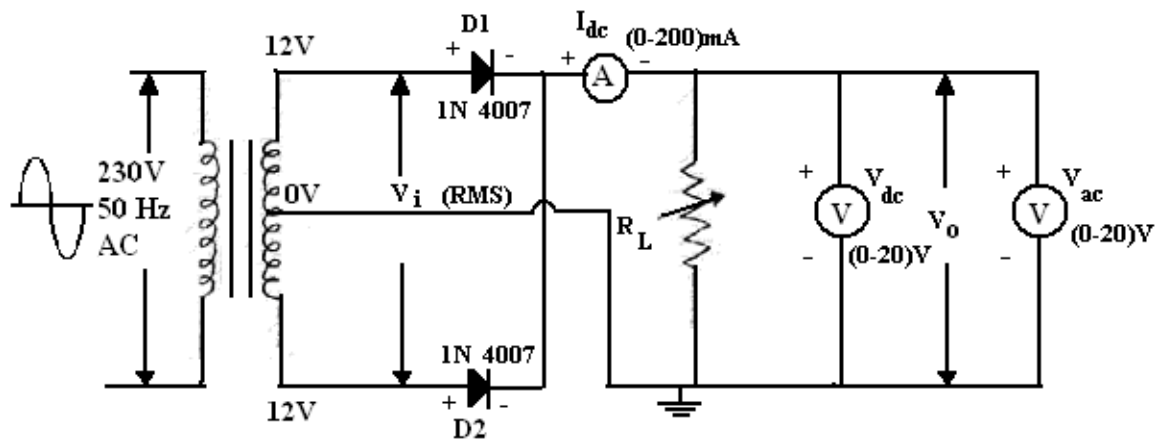 D1
I dc
(0-200)mA
12V
+ -
+ A -
1N 4007
230V
50 Hz
AC
0V
V i (RMS)
R L
+ V dc
V
- (0-20)V
V o
+ V ac
V
- (0-20)V
1N 4007
+ -
12V
D2